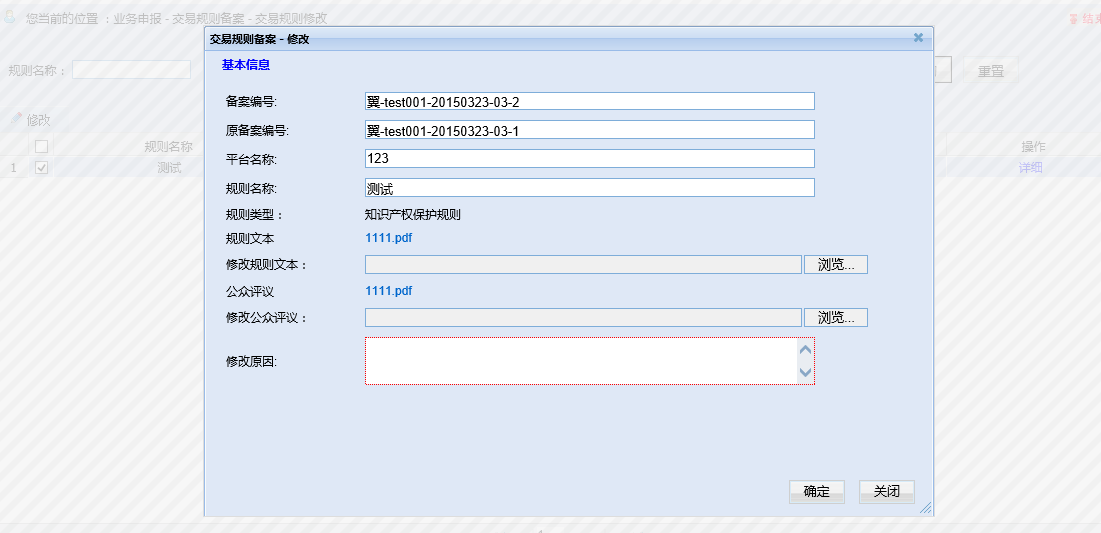 您当前的位置 ：业务申报 - 交易规则备案 - 交易规则修改
结束
交易规则备案 - 修改
基本信息
规则名称：
重置
备案编号: 翼-test001-20150323-03-2
修改
原备案编号: 翼-test001-20150323-03-1
规则名称
操作
平台名称: 123
1 测试
详细
规则名称: 测试
规则类型： 知识产权保护规则
规则文本 1111.pdf
修改规则文本： 浏览...
公众评议 1111.pdf
修改公众评议： 浏览...
修改原因:
确定 关闭